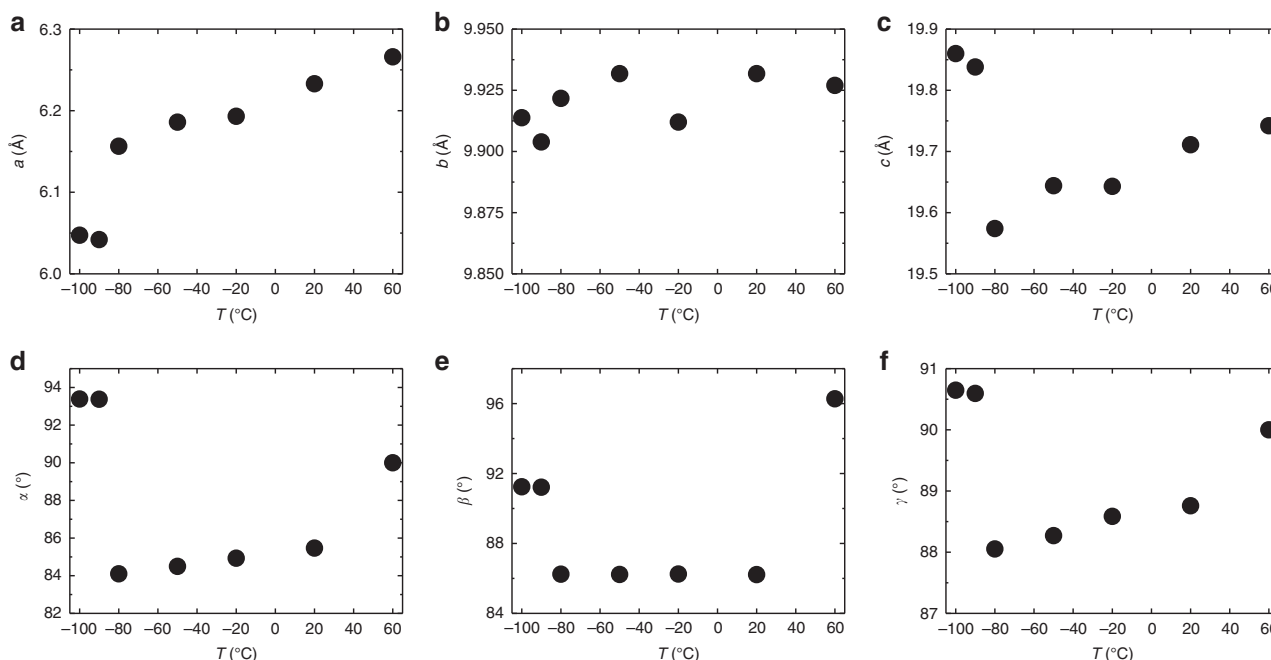 a
6.3
6.2
6.1
6.0
a (Å)
–100 –80 –60 –40 –20 0 20 40 60
T (°C)
b
9.950
9.925
9.900
9.875
9.850
b (Å)
–100 –80 –60 –40 –20 0 20 40 60
T (°C)
c
19.9
19.8
19.7
19.6
19.5
c (Å)
–100 –80 –60 –40 –20 0 20 40 60
T (°C)
d
94
92
90
88
86
84
82
α (°)
–100 –80 –60 –40 –20 0 20 40 60
T (°C)
e
96
92
88
84
β (°)
–100 –80 –60 –40 –20 0 20 40 60
T (°C)
f
91
90
89
88
87
γ (°)
–100 –80 –60 –40 –20 0 20 40 60
T (°C)